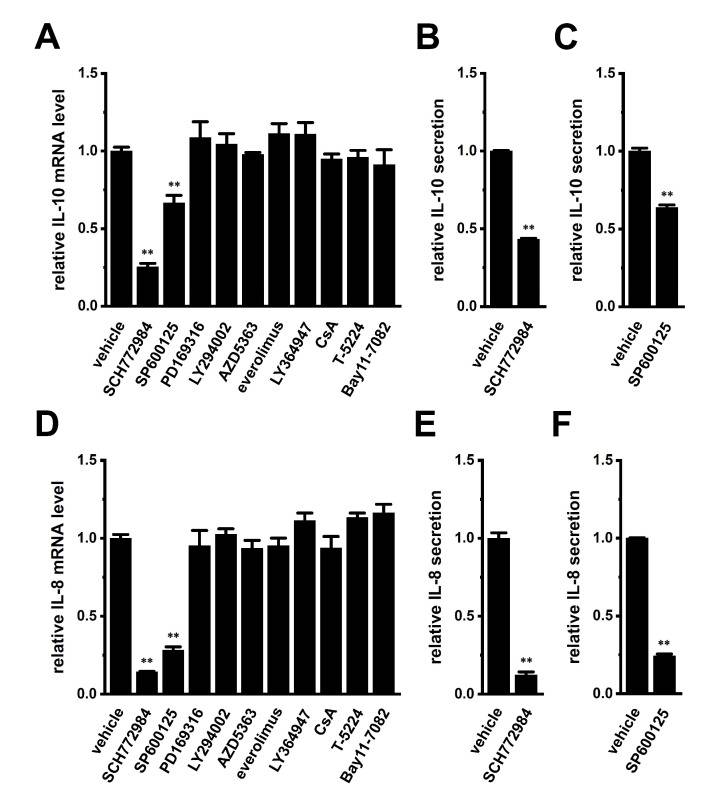 A
B
C
relative IL-10 mRNA level
1.5
1.0
0.5
0.0
**
**
vehicle
SCH772984
SP600125
PD169316
LY294002
AZD5363
everolimus
LY364947
CsA
T-5224
Bay11-7082
relative IL-10 secretion
1.5
1.0
0.5
0.0
**
vehicle
SCH772984
relative IL-10 secretion
1.5
1.0
0.5
0.0
**
vehicle
SP600125
D
E
F
relative IL-8 mRNA level
1.5
1.0
0.5
0.0
**
**
vehicle
SCH772984
SP600125
PD169316
LY294002
AZD5363
everolimus
LY364947
CsA
T-5224
Bay11-7082
relative IL-8 secretion
1.5
1.0
0.5
0.0
**
vehicle
SCH772984
relative IL-8 secretion
1.5
1.0
0.5
0.0
**
vehicle
SP600125